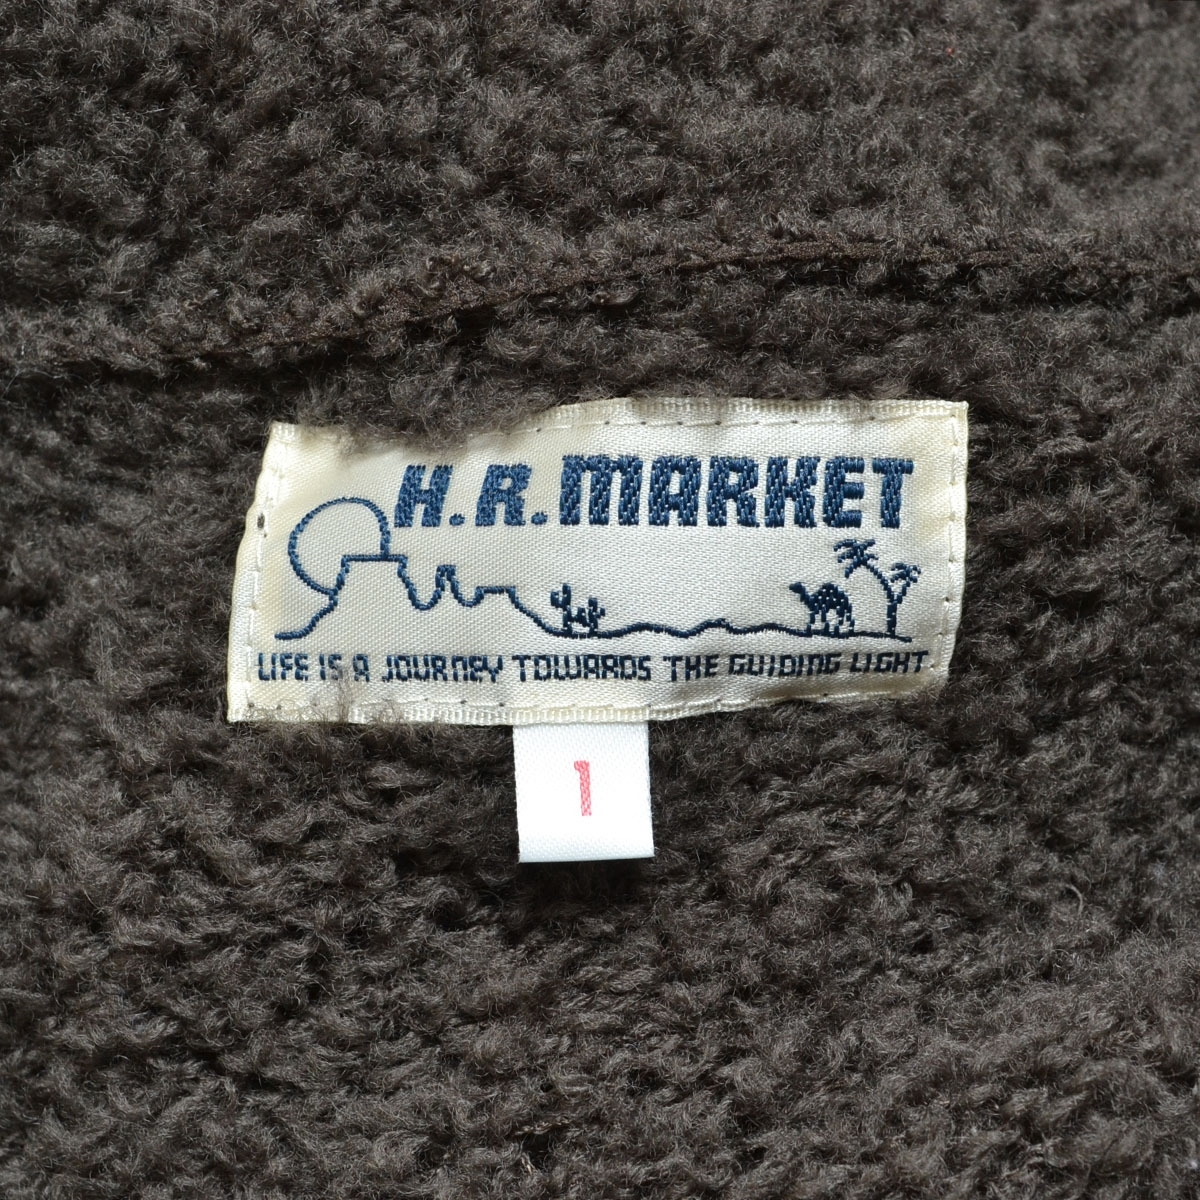 H.R.MARKET
LIFE IS A JOURNEY TOWARDS THE GUIDING LIGHT.
1